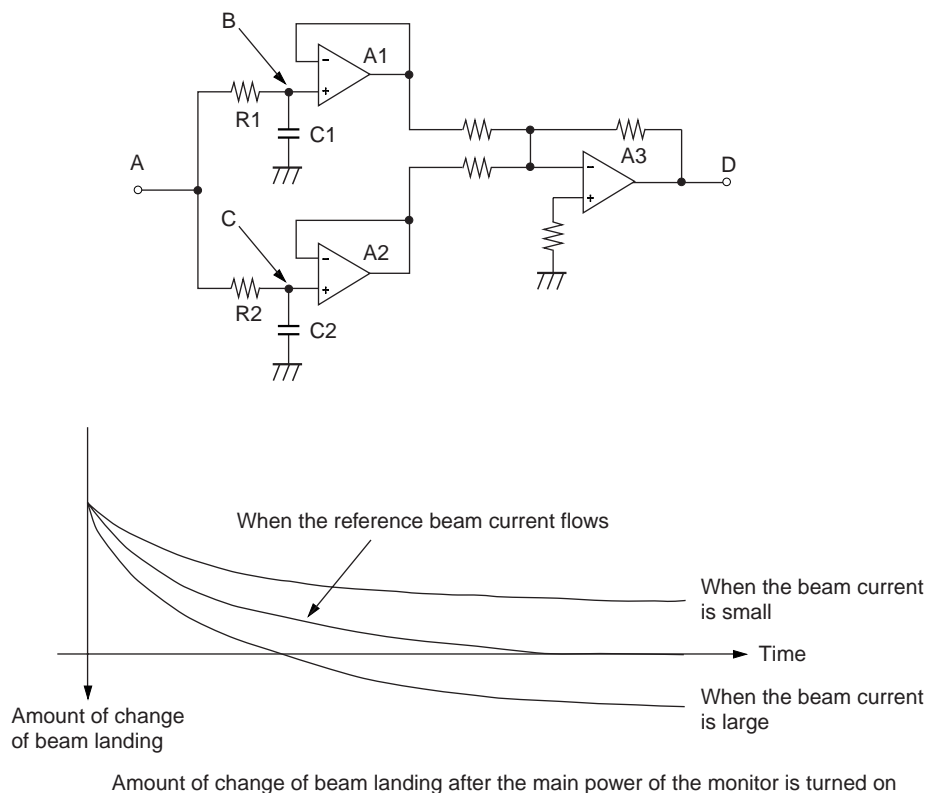 B
A1
-
+
R1
C1
A
A3
D
-
+
C
A2
-
+
R2
C2
When the reference beam current flows
When the beam current
is small
Time
When the beam current
is large
Amount of change
of beam landing
Amount of change of beam landing after the main power of the monitor is turned on